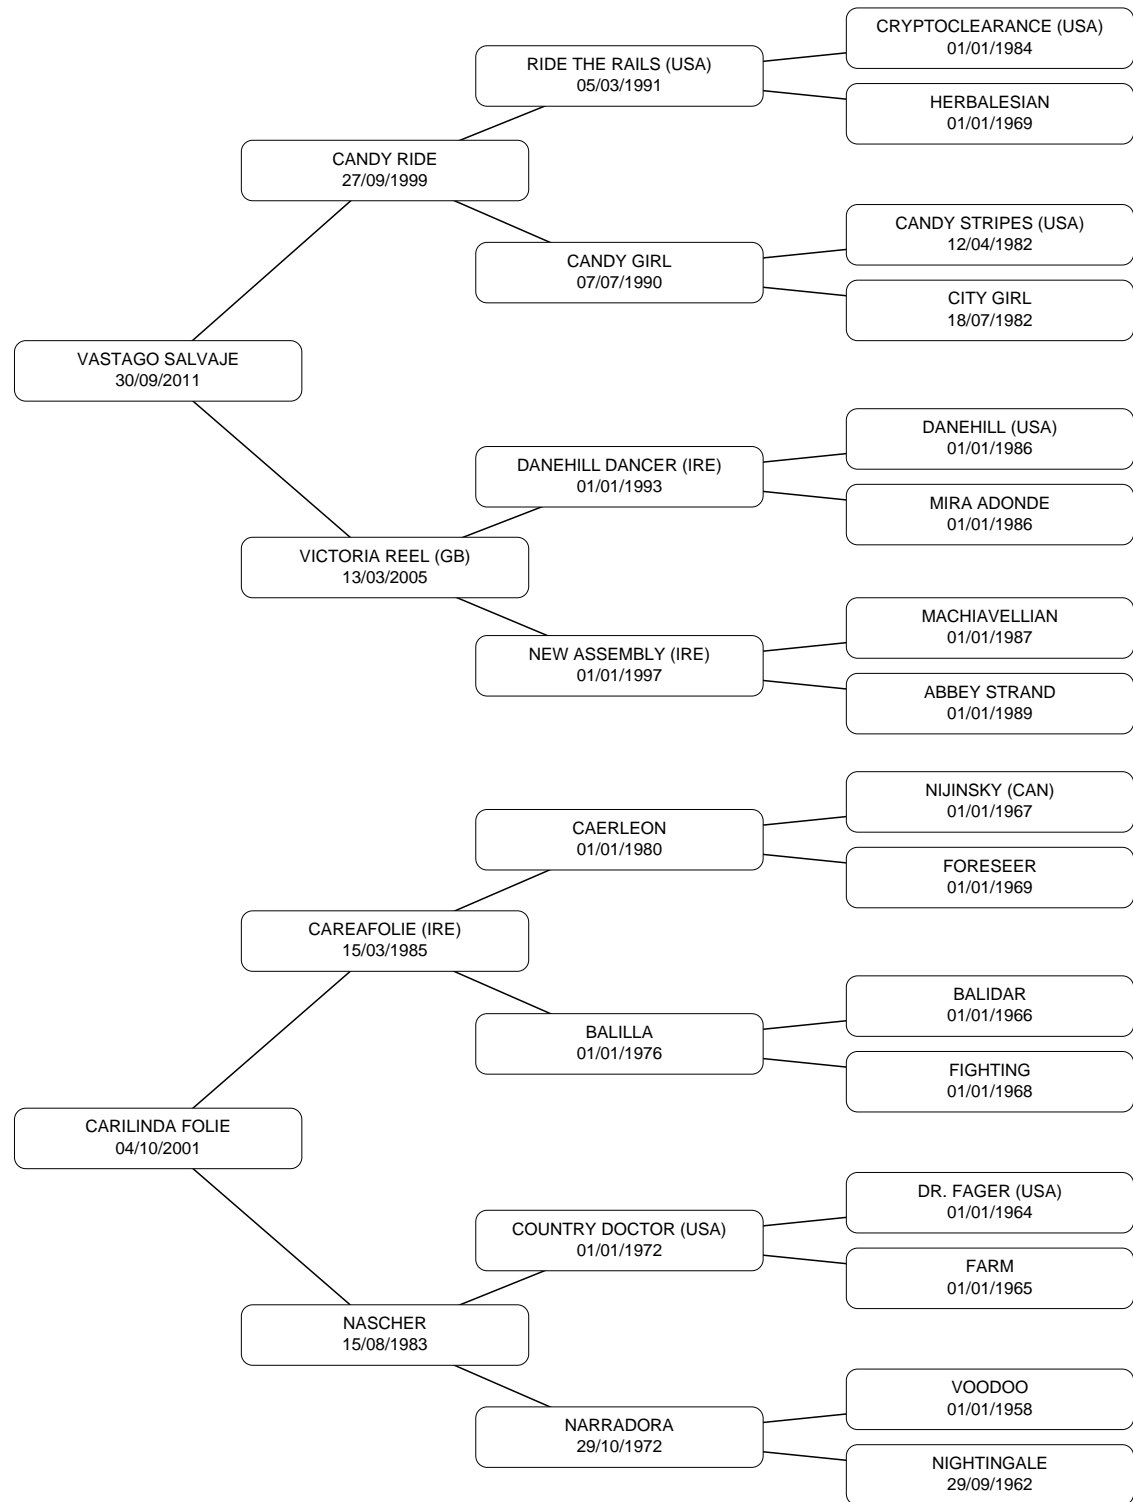 CRYPTOCLEARANCE (USA)
01/01/1984
RIDE THE RAILS (USA)
05/03/1991
HERBALESIAN
01/01/1969
CANDY RIDE
27/09/1999
CANDY STRIPES (USA)
12/04/1982
CANDY GIRL
07/07/1990
CITY GIRL
18/07/1982
VASTAGO SALVAJE
30/09/2011
DANEHILL (USA)
01/01/1986
DANEHILL DANCER (IRE)
01/01/1993
MIRA ADONDE
01/01/1986
VICTORIA REEL (GB)
13/03/2005
MACHIAVELLIAN
01/01/1987
NEW ASSEMBLY (IRE)
01/01/1997
ABBEY STRAND
01/01/1989
NIJINSKY (CAN)
01/01/1967
CAERLEON
01/01/1980
FORESEER
01/01/1969
CAREAFOLIE (IRE)
15/03/1985
BALIDAR
01/01/1966
BALILLA
01/01/1976
FIGHTING
01/01/1968
CARILINDA FOLIE
04/10/2001
DR. FAGER (USA)
01/01/1964
COUNTRY DOCTOR (USA)
01/01/1972
FARM
01/01/1965
NASCHER
15/08/1983
VOODOO
01/01/1958
NARRADORA
29/10/1972
NIGHTINGALE
29/09/1962